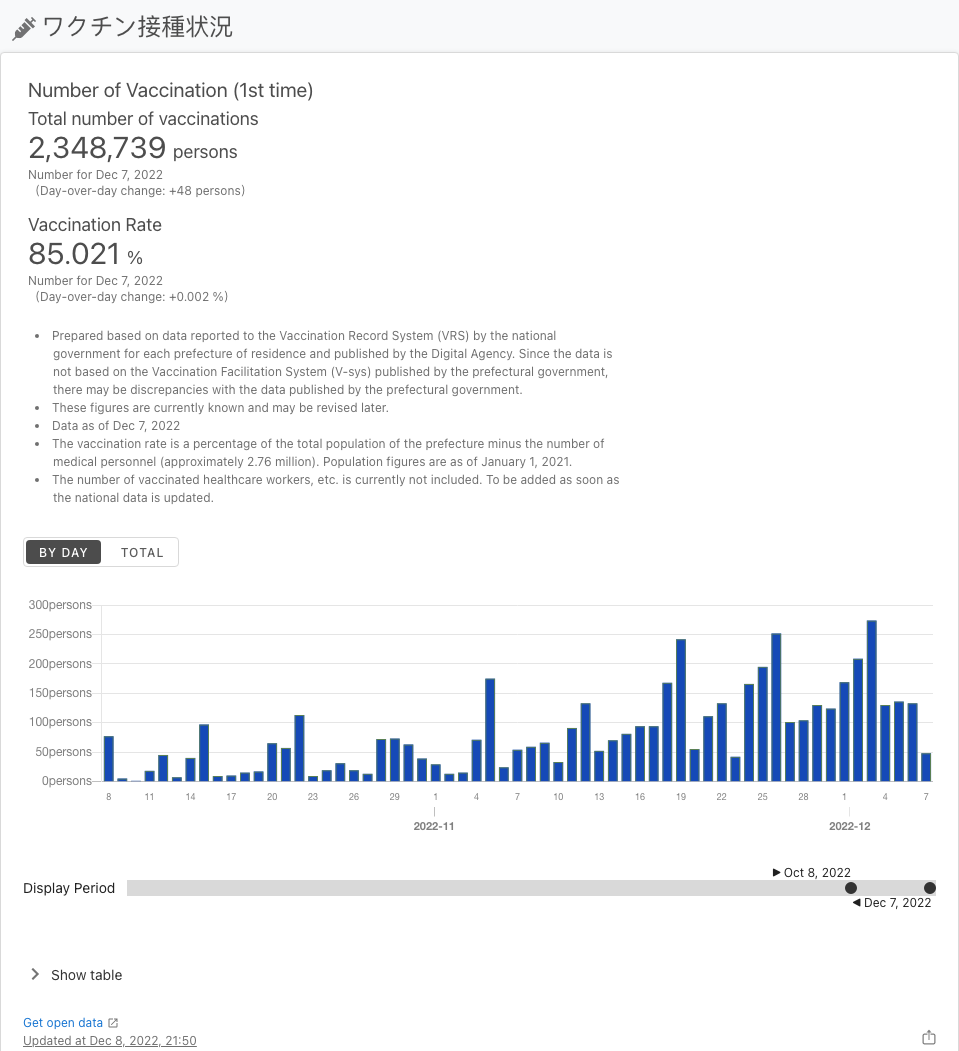 ワクチン接種状況
Number of Vaccination (1st time)
Total number of vaccinations
2,348,739 persons
Number for Dec 7, 2022
(Day-over-day change: +48 persons)
Vaccination Rate
85.021 %
Number for Dec 7, 2022
(Day-over-day change: +0.002 %)
• Prepared based on data reported to the Vaccination Record System (VRS) by the national
government for each prefecture of residence and published by the Digital Agency. Since the data is
not based on the Vaccination Facilitation System (V-sys) published by the prefectural government,
there may be discrepancies with the data published by the prefectural government.
• These figures are currently known and may be revised later.
• Data as of Dec 7, 2022
• The vaccination rate is a percentage of the total population of the prefecture minus the number of
medical personnel (approximately 2.76 million). Population figures are as of January 1, 2021.
• The number of vaccinated healthcare workers, etc. is currently not included. To be added as soon as
the national data is updated.
BY DAY TOTAL
300persons
250persons
200persons
150persons
100persons
50persons
0persons
8 11 14 17 20 23 26 29 1 4 7 10 13 16 19 22 25 28 1 4 7
2022-11 2022-12
▶ Oct 8, 2022
Display Period
◀ Dec 7, 2022
Show table
Get open data
Updated at Dec 8, 2022, 21:50